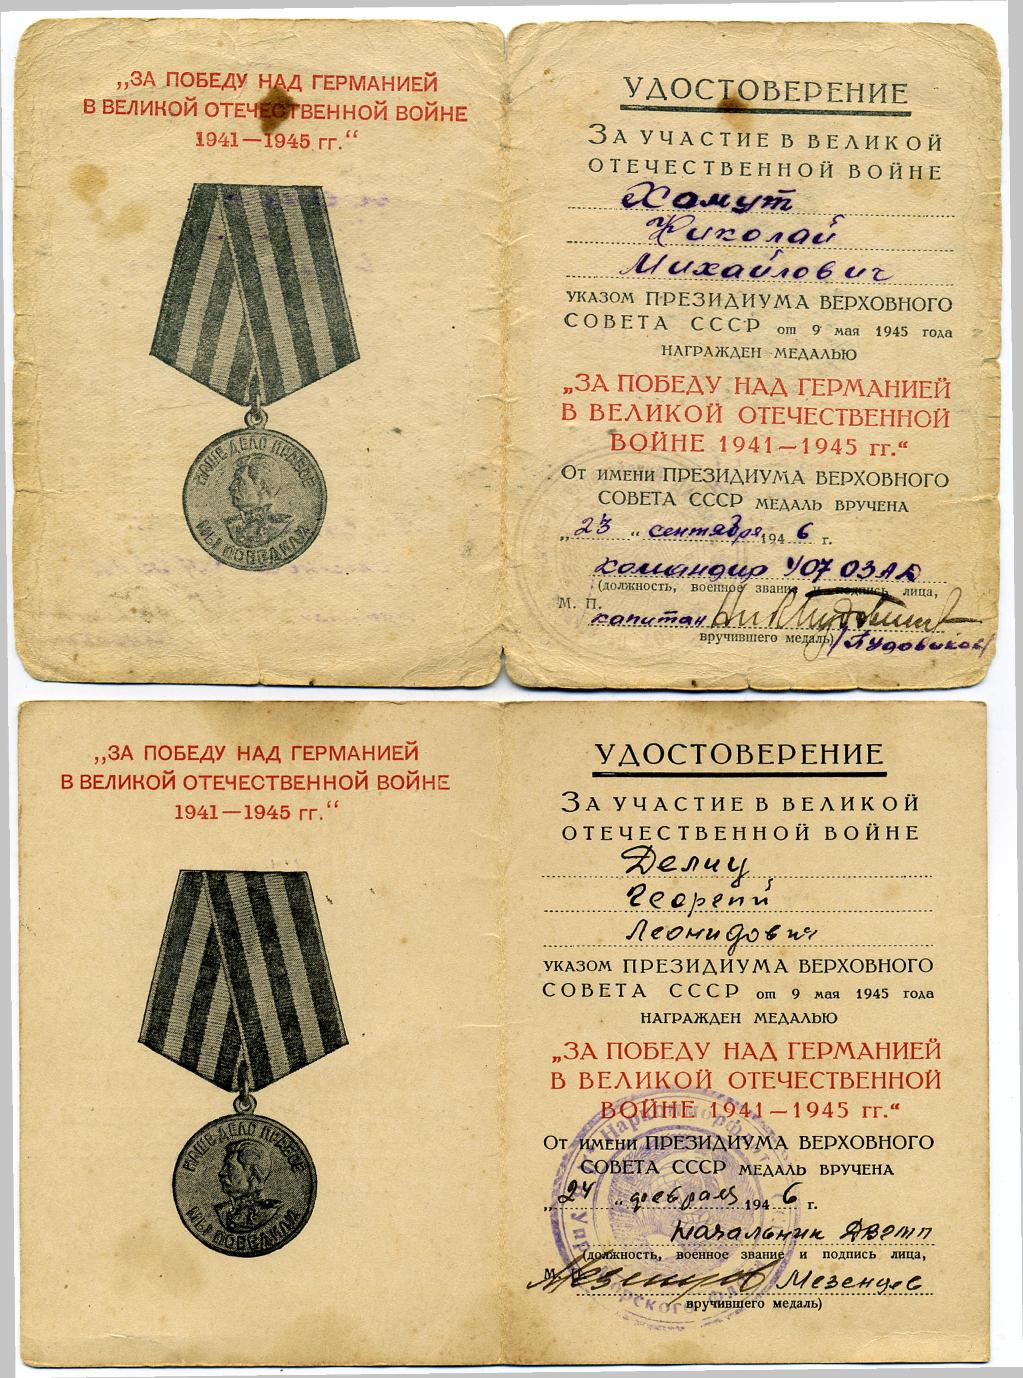 „ЗА ПОБЕДУ НАД ГЕРМАНИЕЙ
В ВЕЛИКОЙ ОТЕЧЕСТВЕННОЙ ВОЙНЕ
1941—1945 гг.“
НАШЕ ДЕЛО ПРАВОЕ
МЫ ПОБЕДИЛИ
УДОСТОВЕРЕНИЕ
ЗА УЧАСТИЕ В ВЕЛИКОЙ
ОТЕЧЕСТВЕННОЙ ВОЙНЕ
Хомут
Николай
Михайлович
УКАЗОМ ПРЕЗИДИУМА ВЕРХОВНОГО
СОВЕТА СССР от 9 мая 1945 года
НАГРАЖДЕН МЕДАЛЬЮ
„ЗА ПОБЕДУ НАД ГЕРМАНИЕЙ
В ВЕЛИКОЙ ОТЕЧЕСТВЕННОЙ
ВОЙНЕ 1941—1945 гг.“
ОТ ИМЕНИ ПРЕЗИДИУМА ВЕРХОВНОГО
СОВЕТА СССР МЕДАЛЬ ВРУЧЕНА
„23“ сентября 1946 г.
командир 407 ОЗАД
(должность, военное звание и подпись лица,
М. П.
капитан
вручившего медаль) /Пудовиков/
„ЗА ПОБЕДУ НАД ГЕРМАНИЕЙ
В ВЕЛИКОЙ ОТЕЧЕСТВЕННОЙ ВОЙНЕ
1941—1945 гг.“
НАШЕ ДЕЛО ПРАВОЕ
МЫ ПОБЕДИЛИ
УДОСТОВЕРЕНИЕ
ЗА УЧАСТИЕ В ВЕЛИКОЙ
ОТЕЧЕСТВЕННОЙ ВОЙНЕ
Делиц
Георгий
Леонидович
УКАЗОМ ПРЕЗИДИУМА ВЕРХОВНОГО
СОВЕТА СССР от 9 мая 1945 года
НАГРАЖДЕН МЕДАЛЬЮ
„ЗА ПОБЕДУ НАД ГЕРМАНИЕЙ
В ВЕЛИКОЙ ОТЕЧЕСТВЕННОЙ
ВОЙНЕ 1941—1945 гг.“
ОТ ИМЕНИ ПРЕЗИДИУМА ВЕРХОВНОГО
СОВЕТА СССР МЕДАЛЬ ВРУЧЕНА
„24“ февраля 1946 г.
начальник
(должность, военное звание и подпись лица,
М. П.
Мезенцев
вручившего медаль)